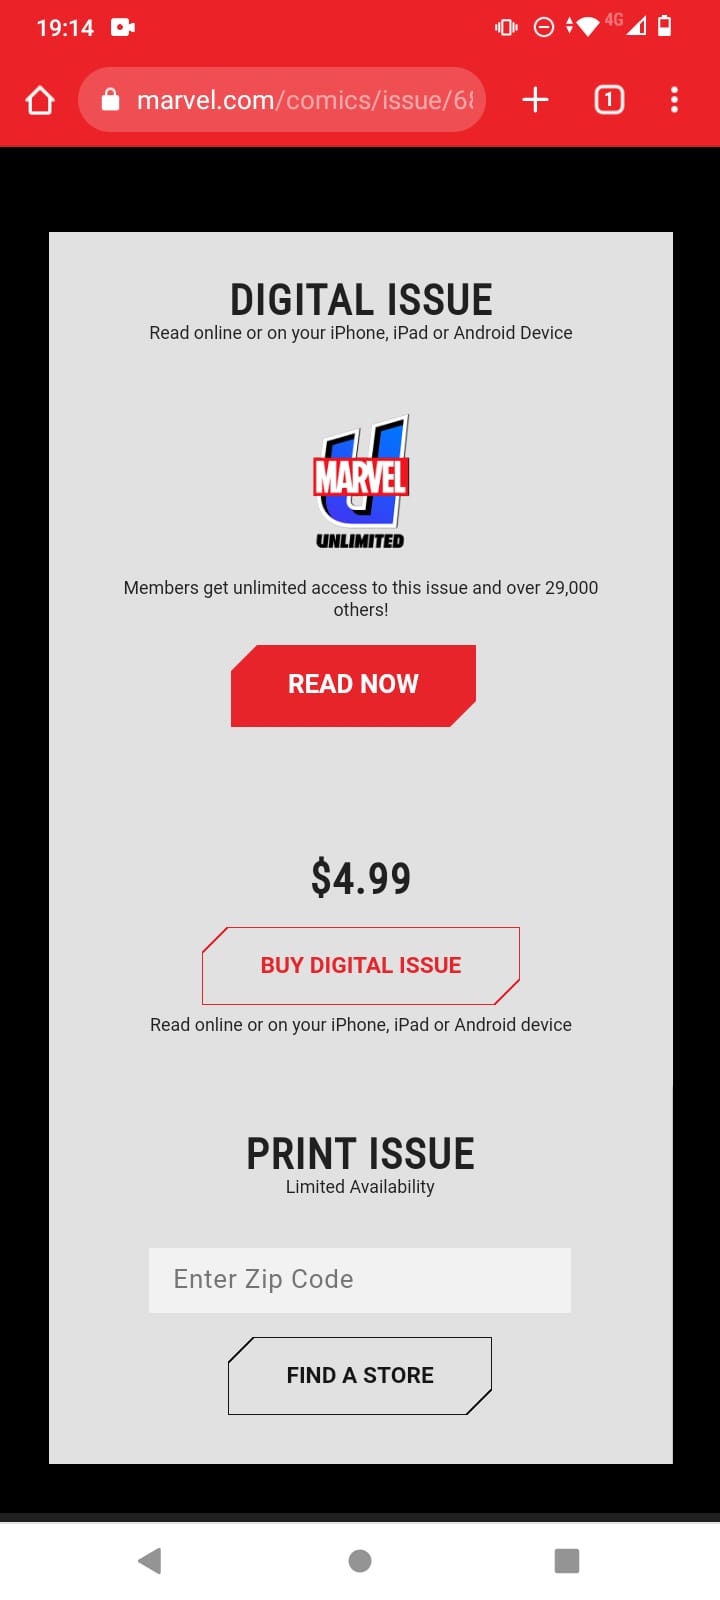 19:14
4G
marvel.com/comics/issue/68
1
DIGITAL ISSUE
Read online or on your iPhone, iPad or Android Device
MARVEL
UNLIMITED
Members get unlimited access to this issue and over 29,000
others!
READ NOW
$4.99
BUY DIGITAL ISSUE
Read online or on your iPhone, iPad or Android device
PRINT ISSUE
Limited Availability
Enter Zip Code
FIND A STORE